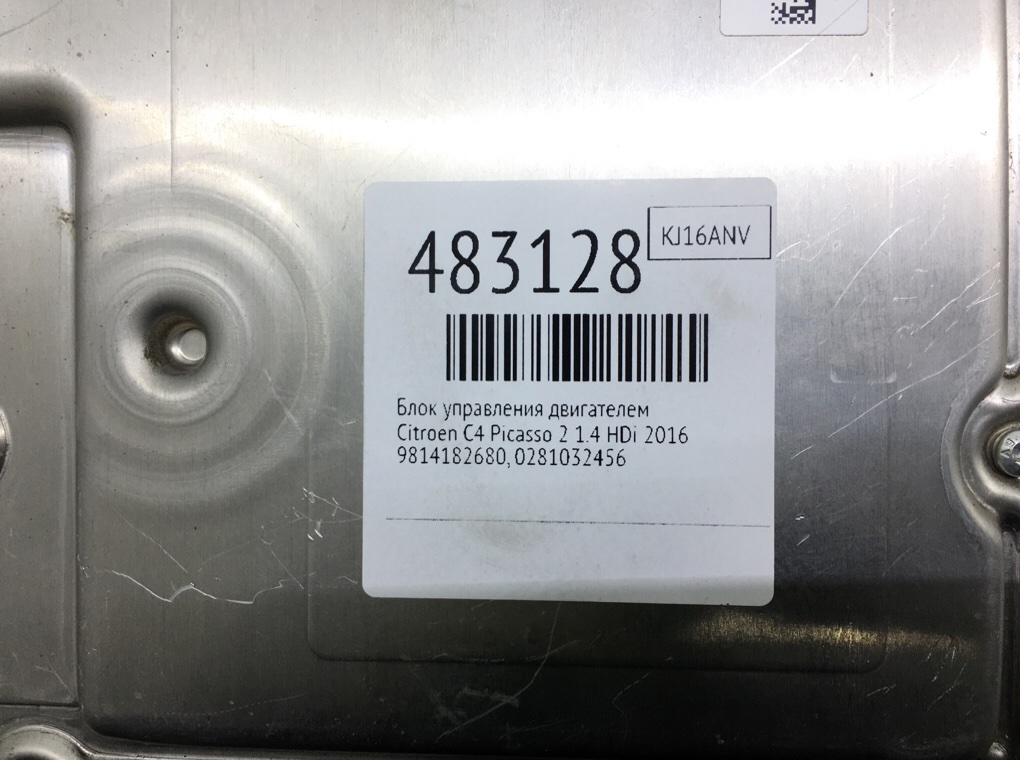 483128
KJ16ANV
Блок управления двигателем
Citroen C4 Picasso 2 1.4 HDi 2016
9814182680, 0281032456